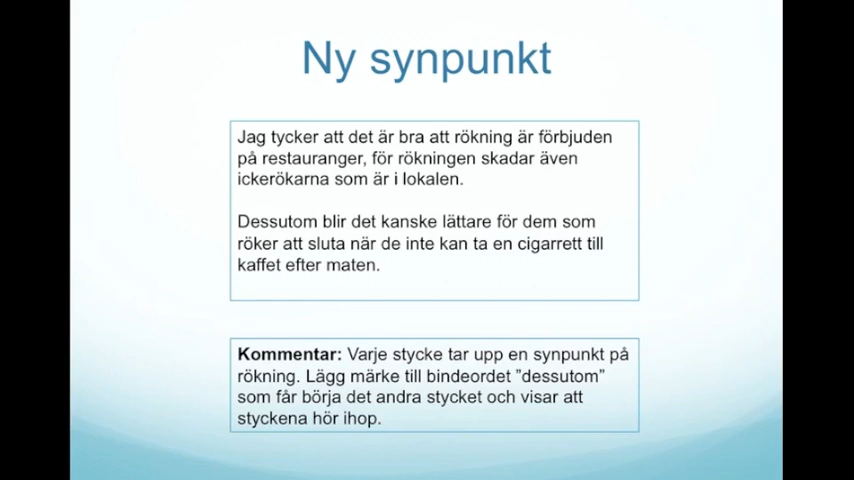 Ny synpunkt
Jag tycker att det är bra att rökning är förbjuden
på restauranger, för rökningen skadar även
ickerökarna som är i lokalen.
Dessutom blir det kanske lättare för dem som
röker att sluta när de inte kan ta en cigarrett till
kaffet efter maten.
Kommentar: Varje stycke tar upp en synpunkt på
rökning. Lägg märke till bindeordet ”dessutom”
som får börja det andra stycket och visar att
styckena hör ihop.